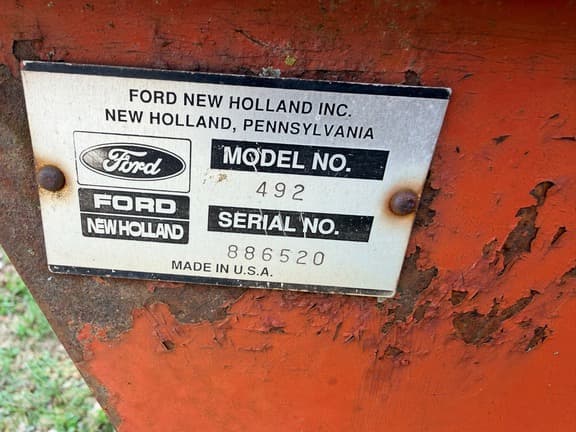 FORD NEW HOLLAND INC.
NEW HOLLAND, PENNSYLVANIA
Ford
FORD
NEW HOLLAND
MODEL NO.
492
SERIAL NO.
886520
MADE IN U.S.A.